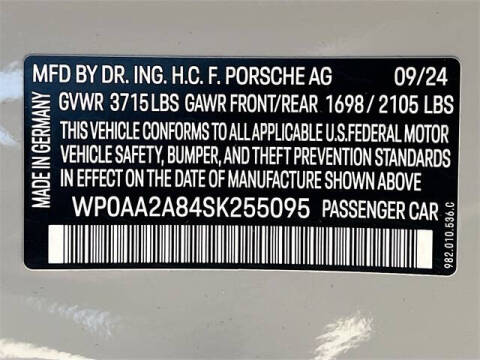 MFD BY DR. ING. H.C. F. PORSCHE AG 09/24
GVWR 3715LBS GAWR FRONT/REAR 1698/2105 LBS
THIS VEHICLE CONFORMS TO ALL APPLICABLE U.S.FEDERAL MOTOR
VEHICLE SAFETY, BUMPER, AND THEFT PREVENTION STANDARDS
IN EFFECT ON THE DATE OF MANUFACTURE SHOWN ABOVE
WP0AA2A84SK255095 PASSENGER CAR
MADE IN GERMANY
982.010.536.C